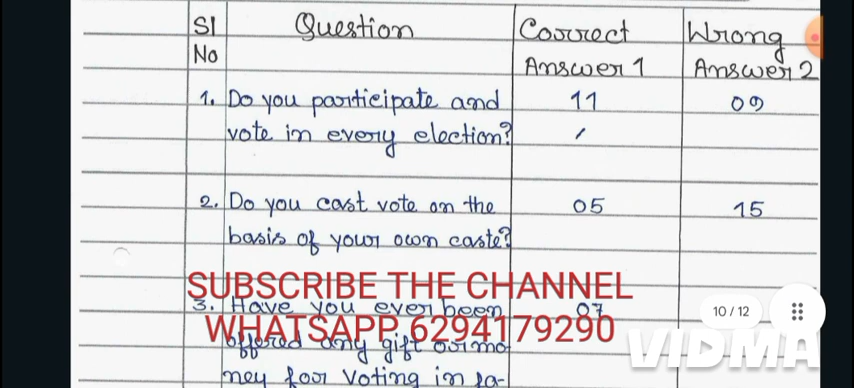 Sl No Question Correct Answer 1 Wrong Answer 2
1. Do you participate and 11 09
vote in every election?
2. Do you cast vote on the 05 15
basis of your own caste?
SUBSCRIBE THE CHANNEL
3. Have you ever been 07
WHATSAPP 6294179290
offered any gift or mo-
ney for voting in fa-
10 / 12
VIDMA